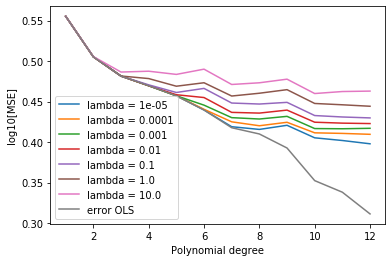 0.55
0.50
0.45
0.40
0.35
0.30
log10[MSE]
lambda = 1e-05
lambda = 0.0001
lambda = 0.001
lambda = 0.01
lambda = 0.1
lambda = 1.0
lambda = 10.0
error OLS
2 4 6 8 10 12
Polynomial degree